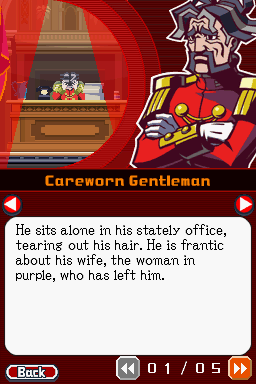 Careworn Gentleman
He sits alone in his stately office,
tearing out his hair. He is frantic
about his wife, the woman in
purple, who has left him.
Back
01/05